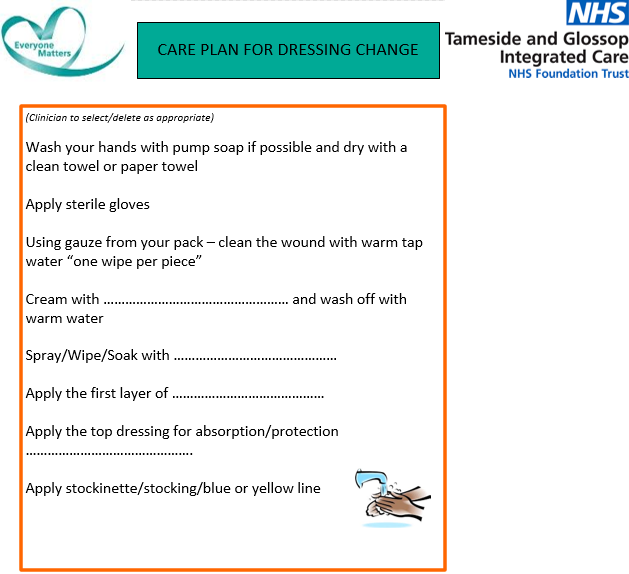 Everyone
Matters
CARE PLAN FOR DRESSING CHANGE
NHS
Tameside and Glossop
Integrated Care
NHS Foundation Trust
(Clinician to select/delete as appropriate)
Wash your hands with pump soap if possible and dry with a
clean towel or paper towel
Apply sterile gloves
Using gauze from your pack – clean the wound with warm tap
water “one wipe per piece”
Cream with …………………………………………… and wash off with
warm water
Spray/Wipe/Soak with ………………………………………
Apply the first layer of ……………………………………
Apply the top dressing for absorption/protection
……………………………………….
Apply stockinette/stocking/blue or yellow line